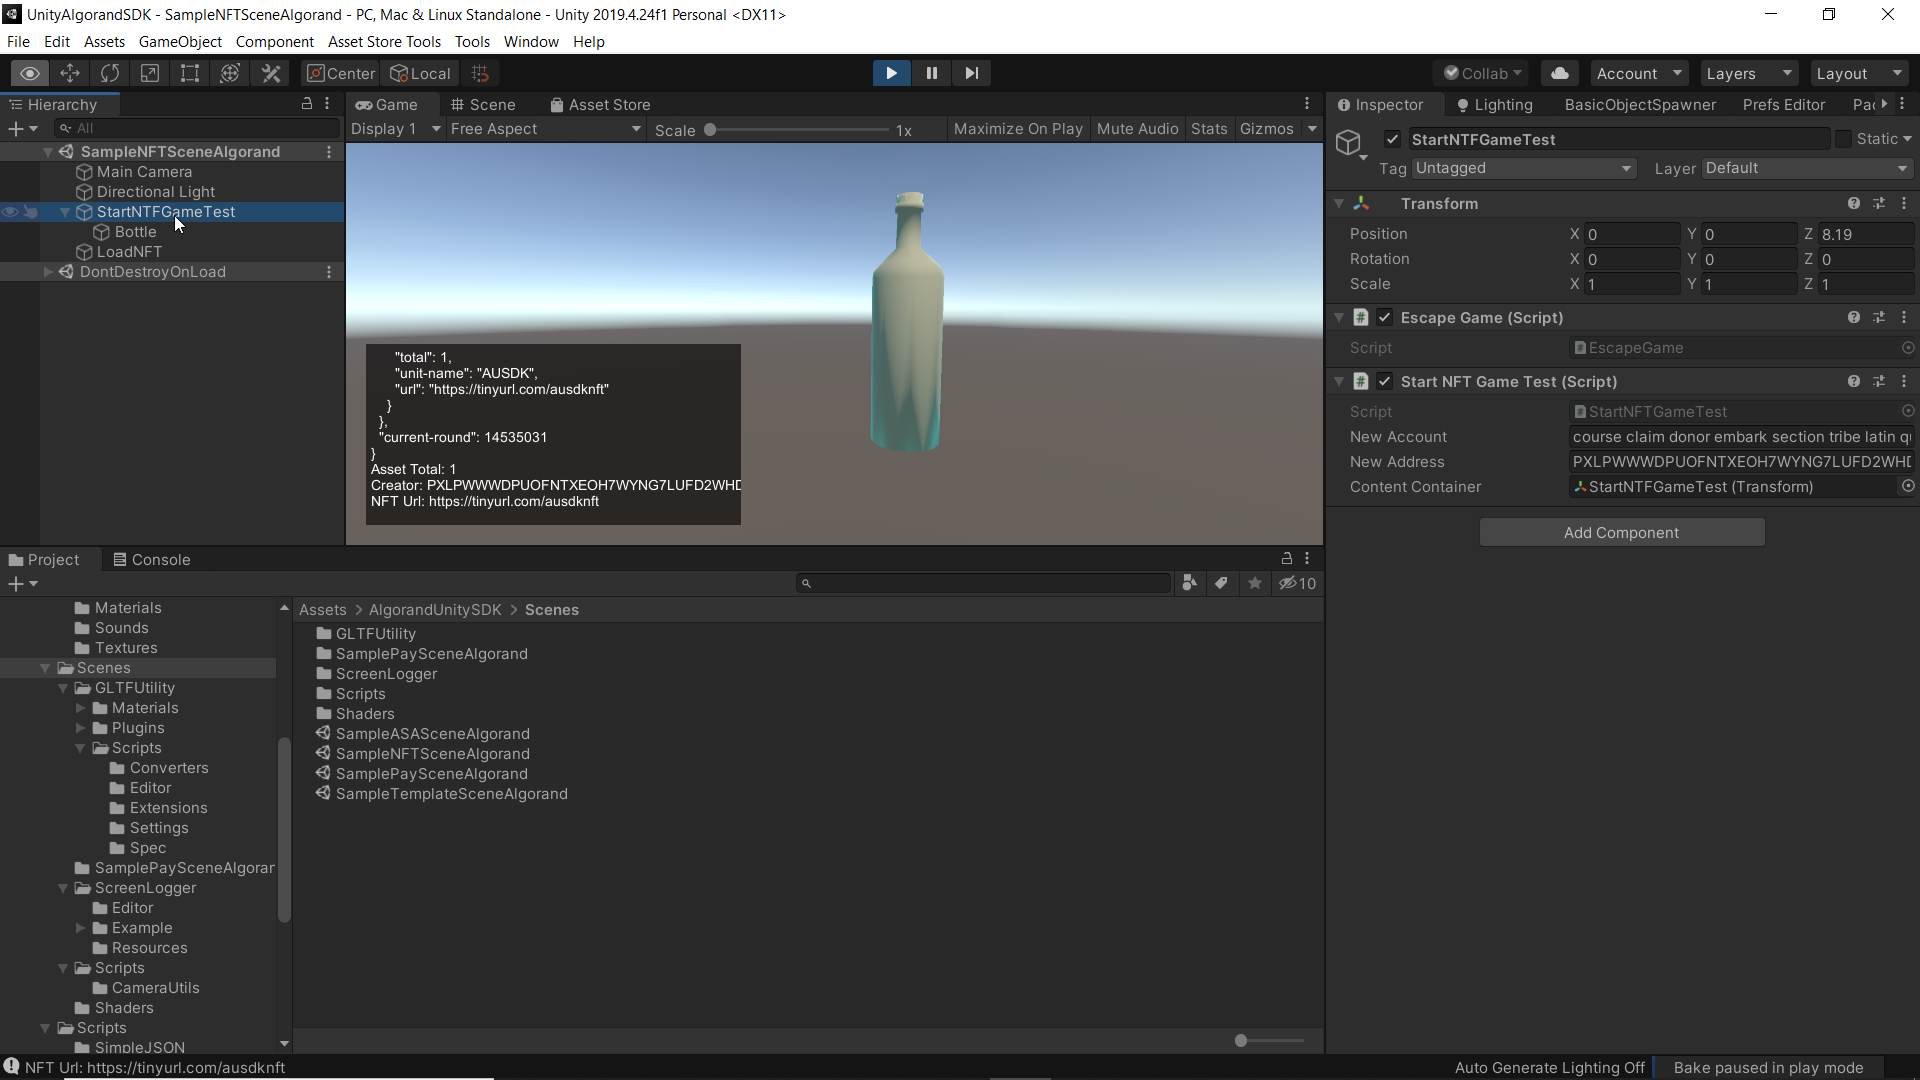 UnityAlgorandSDK - SampleNFTSceneAlgorand - PC, Mac & Linux Standalone - Unity 2019.4.24f1 Personal <DX11>
File Edit Assets GameObject Component Asset Store Tools Tools Window Help
Center Local Collab Account Layers Layout
Hierarchy
All
SampleNFTSceneAlgorand
Main Camera
Directional Light
StartNTFGameTest
Bottle
LoadNFT
DontDestroyOnLoad
Game Scene Asset Store
Display 1 Free Aspect Scale 1x Maximize On Play Mute Audio Stats Gizmos
"total": 1,
"unit-name": "AUSDK",
"url": "https://tinyurl.com/ausdknft"
}
},
"current-round": 14535031
}
Asset Total: 1
Creator: PXLPWWWDPUOFNTXEOH7WYNG7LUFD2WHD
NFT Url: https://tinyurl.com/ausdknft
Inspector Lighting BasicObjectSpawner Prefs Editor Pac
StartNTFGameTest Static
Tag Untagged Layer Default
Transform
Position X 0 Y 0 Z 8.19
Rotation X 0 Y 0 Z 0
Scale X 1 Y 1 Z 1
Escape Game (Script)
Script EscapeGame
Start NFT Game Test (Script)
Script StartNFTGameTest
New Account course claim donor embark section tribe latin
New Address PXLPWWWDPUOFNTXEOH7WYNG7LUFD2WHD
Content Container StartNTFGameTest (Transform)
Add Component
Project Console
10
Materials
Sounds
Textures
Scenes
GLTFUtility
Materials
Plugins
Scripts
Converters
Editor
Extensions
Settings
Spec
SamplePaySceneAlgoran
ScreenLogger
Editor
Example
Resources
Scripts
CameraUtils
Shaders
Scripts
SimpleJSON
Assets > AlgorandUnitySDK > Scenes
GLTFUtility
SamplePaySceneAlgorand
ScreenLogger
Scripts
Shaders
SampleASASceneAlgorand
SampleNFTSceneAlgorand
SamplePaySceneAlgorand
SampleTemplateSceneAlgorand
NFT Url: https://tinyurl.com/ausdknft
Auto Generate Lighting Off Bake paused in play mode